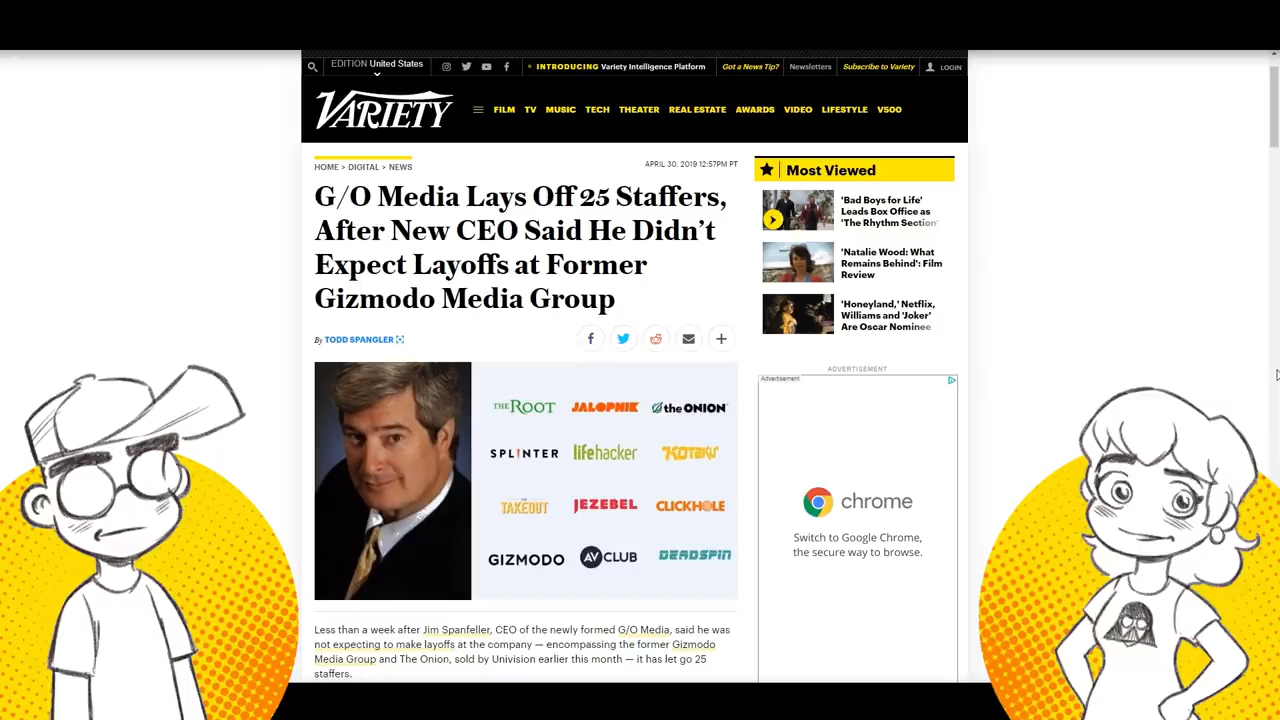 EDITION United States
INTRODUCING Variety Intelligence Platform
Got a News Tip?
Newsletters
Subscribe to Variety
LOGIN
VARIETY
FILM TV MUSIC TECH THEATER REAL ESTATE AWARDS VIDEO LIFESTYLE V500
HOME > DIGITAL > NEWS
APRIL 30, 2019 12:57PM PT
G/O Media Lays Off 25 Staffers,
After New CEO Said He Didn't
Expect Layoffs at Former
Gizmodo Media Group
By TODD SPANGLER
THE ROOT JALOPNIK the ONION
SPLINTER lifehacker KOTAKU
THE TAKEOUT JEZEBEL CLICKHOLE
GIZMODO AV CLUB DEADSPIN
Less than a week after Jim Spanfeller, CEO of the newly formed G/O Media, said he was
not expecting to make layoffs at the company — encompassing the former Gizmodo
Media Group and The Onion, sold by Univision earlier this month — it has let go 25
staffers.
Most Viewed
'Bad Boys for Life'
Leads Box Office as
'The Rhythm Section'
'Natalie Wood: What
Remains Behind': Film
Review
'Honeyland,' Netflix,
Williams and 'Joker'
Are Oscar Nominee
ADVERTISEMENT
Advertisement
chrome
Switch to Google Chrome,
the secure way to browse.